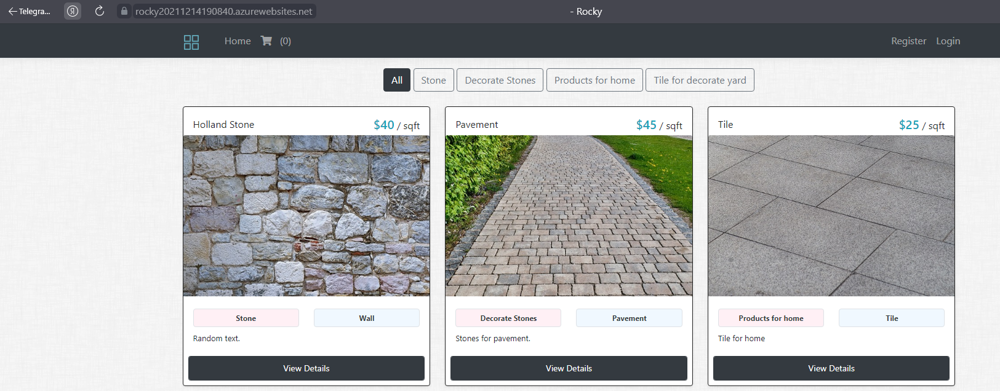 Telegra...
Я
rocky20211214190840.azurewebsites.net
- Rocky
Home (0)
Register Login
All Stone Decorate Stones Products for home Tile for decorate yard
Holland Stone $40 / sqft
Stone Wall
Random text.
View Details
Pavement $45 / sqft
Decorate Stones Pavement
Stones for pavement.
View Details
Tile $25 / sqft
Products for home Tile
Tile for home
View Details